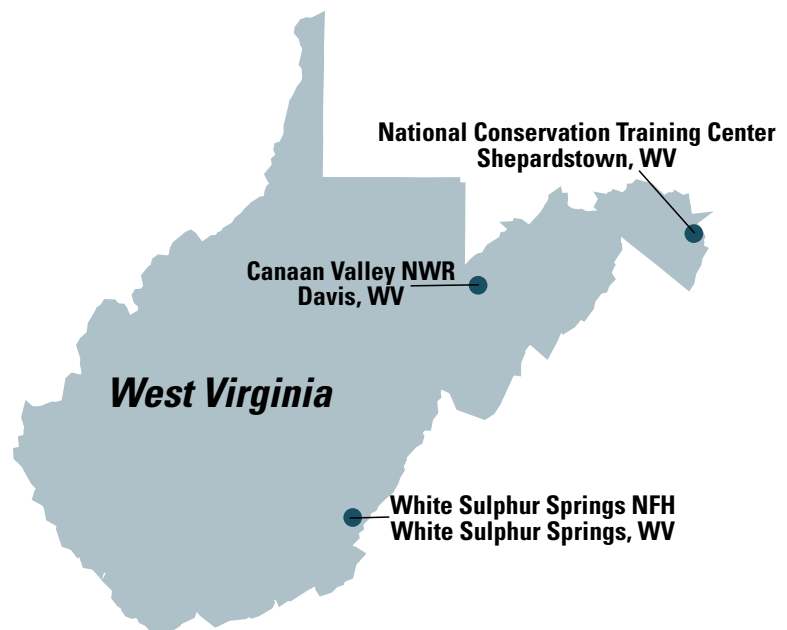 National Conservation Training Center
Shepardstown, WV
Canaan Valley NWR
Davis, WV
West Virginia
White Sulphur Springs NFH
White Sulphur Springs, WV